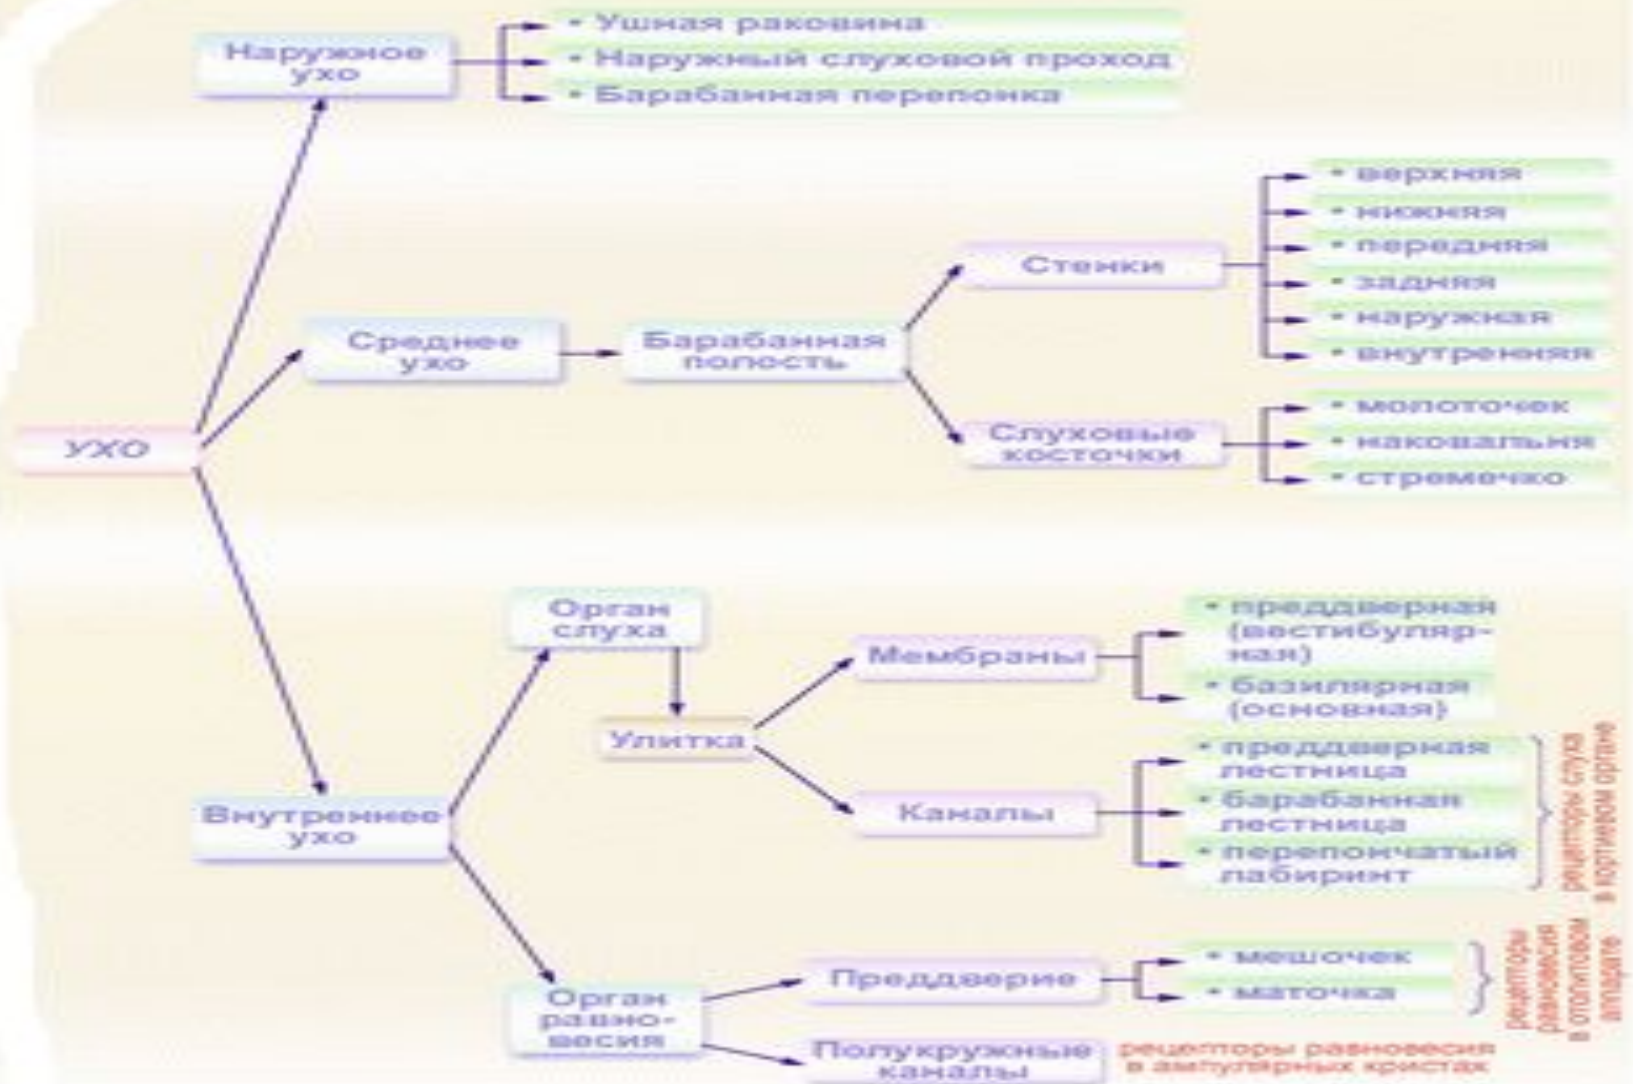 Наружное
ухо
• Ушная раковина
• Наружный слуховой проход
• Барабанная перепонка
УХО
Среднее
ухо
Барабанная
полость
Стенки
• верхняя
• нижняя
• передняя
• задняя
• наружная
• внутренняя
Слуховые
косточки
• молоточек
• наковальня
• стремечко
Внутреннее
ухо
Орган
слуха
Улитка
Мембраны
• преддверная
(вестибуляр-
ная)
• базилярная
(основная)
Каналы
• преддверная
лестница
• барабанная
лестница
• перепончатый
лабиринт
рецепторы слуха
в кортиевом органе
Орган
равно-
весия
Преддверие
• мешочек
• маточка
рецепторы
равновесия
в отолитовом
аппарате
Полукружные
каналы
рецепторы равновесия
в ампулярных кристах